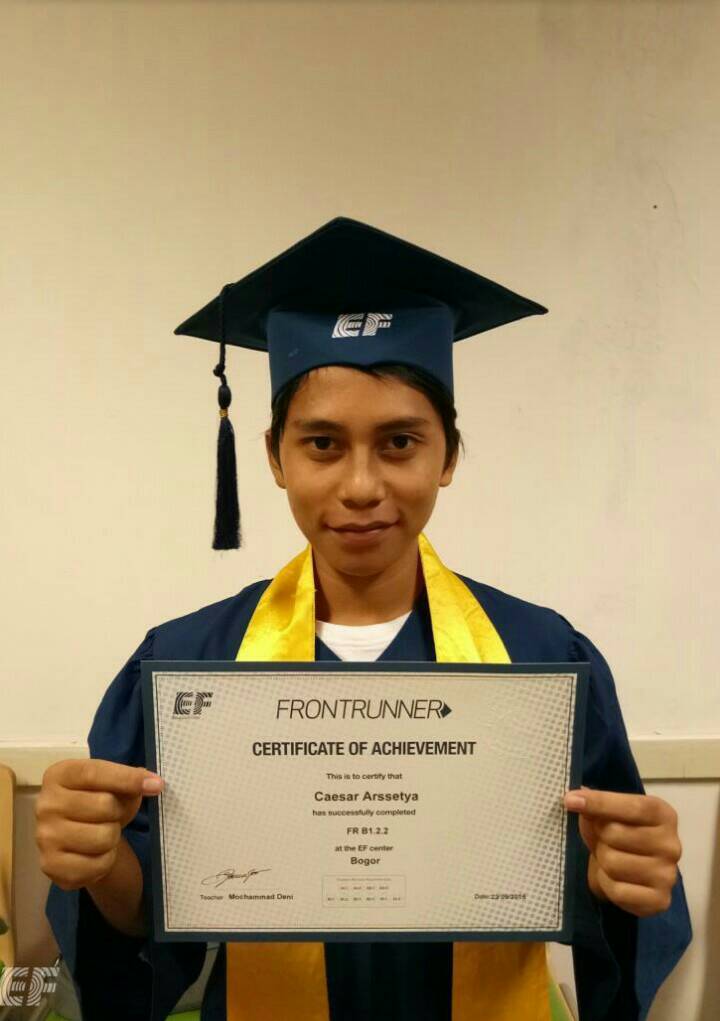 EF
EF
FRONTRUNNER
CERTIFICATE OF ACHIEVEMENT
This is to certify that
Caesar Arssetya
has successfully completed
FR B1.2.2
at the EF center
Bogor
Teacher: Mochammad Deni
Date:
EF